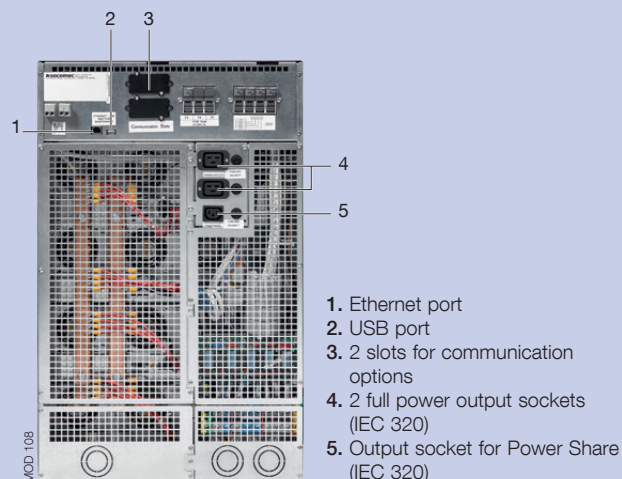 2
3
socomec
1
Communication Slots
4
5
1. Ethernet port
2. USB port
3. 2 slots for communication
options
4. 2 full power output sockets
(IEC 320)
5. Output socket for Power Share
(IEC 320)
MOD 108